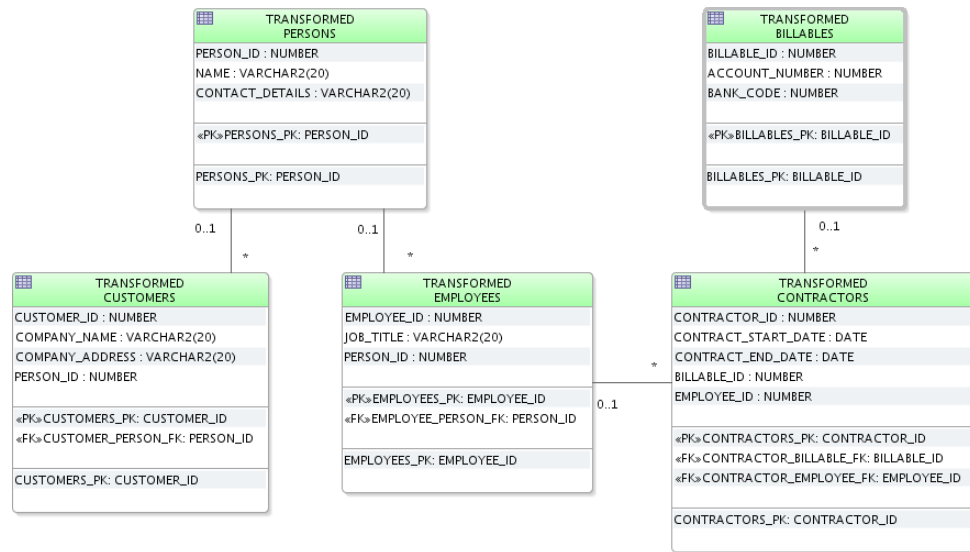 TRANSFORMED
PERSONS
PERSON_ID : NUMBER
NAME : VARCHAR2(20)
CONTACT_DETAILS : VARCHAR2(20)
«PK»PERSONS_PK: PERSON_ID
PERSONS_PK: PERSON_ID
TRANSFORMED
BILLABLES
BILLABLE_ID : NUMBER
ACCOUNT_NUMBER : NUMBER
BANK_CODE : NUMBER
«PK»BILLABLES_PK: BILLABLE_ID
BILLABLES_PK: BILLABLE_ID
0..1
*
0..1
*
0..1
*
TRANSFORMED
CUSTOMERS
CUSTOMER_ID : NUMBER
COMPANY_NAME : VARCHAR2(20)
COMPANY_ADDRESS : VARCHAR2(20)
PERSON_ID : NUMBER
«PK»CUSTOMERS_PK: CUSTOMER_ID
«FK»CUSTOMER_PERSON_FK: PERSON_ID
CUSTOMERS_PK: CUSTOMER_ID
TRANSFORMED
EMPLOYEES
EMPLOYEE_ID : NUMBER
JOB_TITLE : VARCHAR2(20)
PERSON_ID : NUMBER
«PK»EMPLOYEES_PK: EMPLOYEE_ID
«FK»EMPLOYEE_PERSON_FK: PERSON_ID
EMPLOYEES_PK: EMPLOYEE_ID
*
0..1
TRANSFORMED
CONTRACTORS
CONTRACTOR_ID : NUMBER
CONTRACT_START_DATE : DATE
CONTRACT_END_DATE : DATE
BILLABLE_ID : NUMBER
EMPLOYEE_ID : NUMBER
«PK»CONTRACTORS_PK: CONTRACTOR_ID
«FK»CONTRACTOR_BILLABLE_FK: BILLABLE_ID
«FK»CONTRACTOR_EMPLOYEE_FK: EMPLOYEE_ID
CONTRACTORS_PK: CONTRACTOR_ID